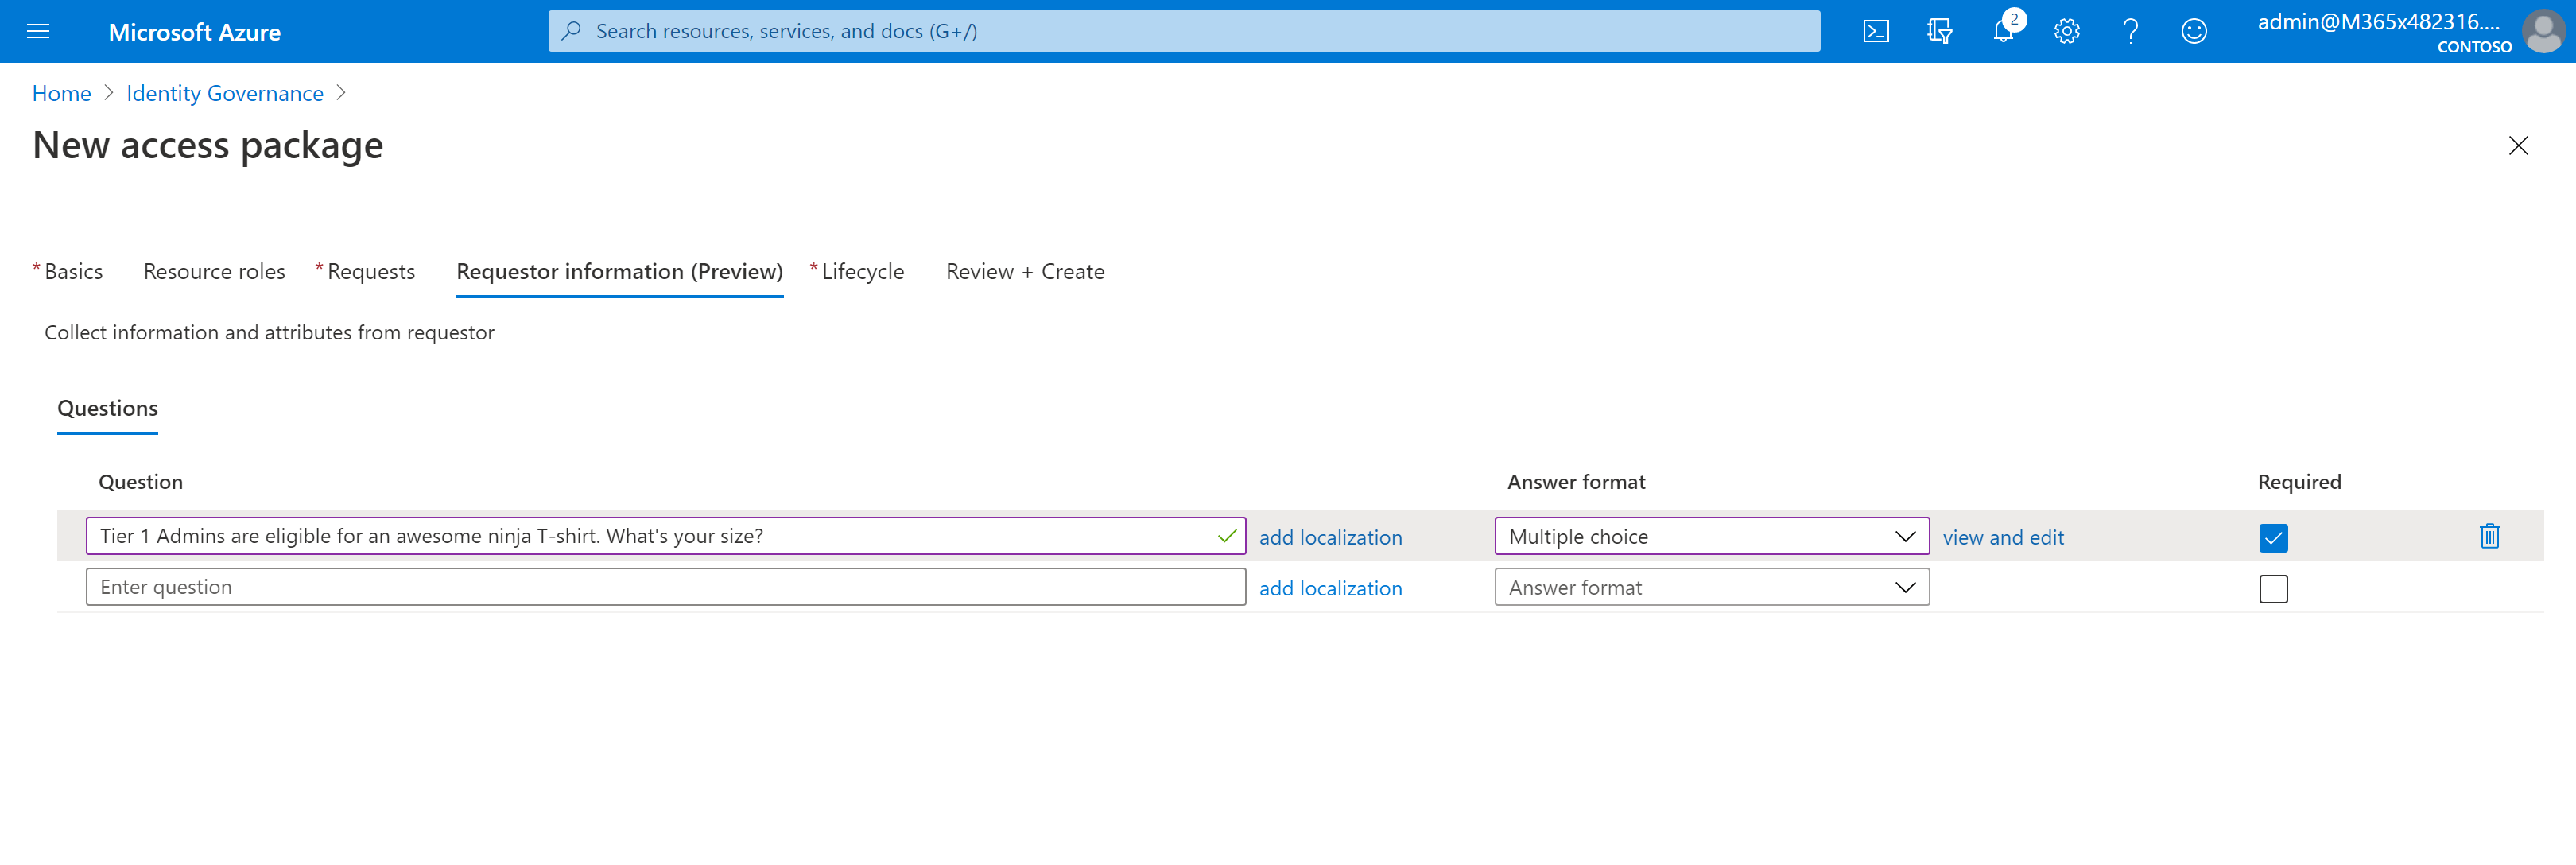 Microsoft Azure
Search resources, services, and docs (G+/)
2
admin@M365x482316....
CONTOSO
Home > Identity Governance >
New access package
* Basics Resource roles * Requests Requestor information (Preview) * Lifecycle Review + Create
Collect information and attributes from requestor
Questions
Question Answer format Required
Tier 1 Admins are eligible for an awesome ninja T-shirt. What's your size? add localization Multiple choice view and edit
Enter question add localization Answer format